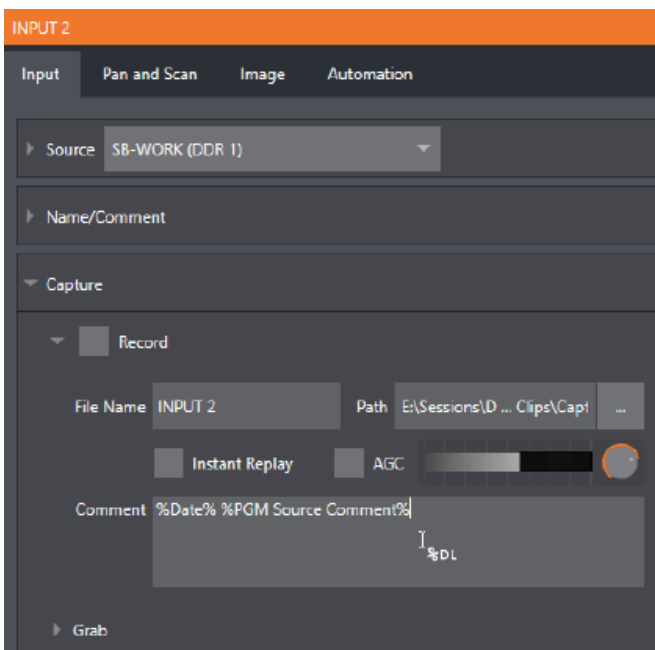 INPUT 2
Input Pan and Scan Image Automation
Source SB-WORK (DDR 1)
Name/Comment
Capture
Record
File Name INPUT 2 Path E:\Sessions\D ... Clips\Capt ...
Instant Replay AGC
Comment %Date% %PGM Source Comment%
%DL
Grab